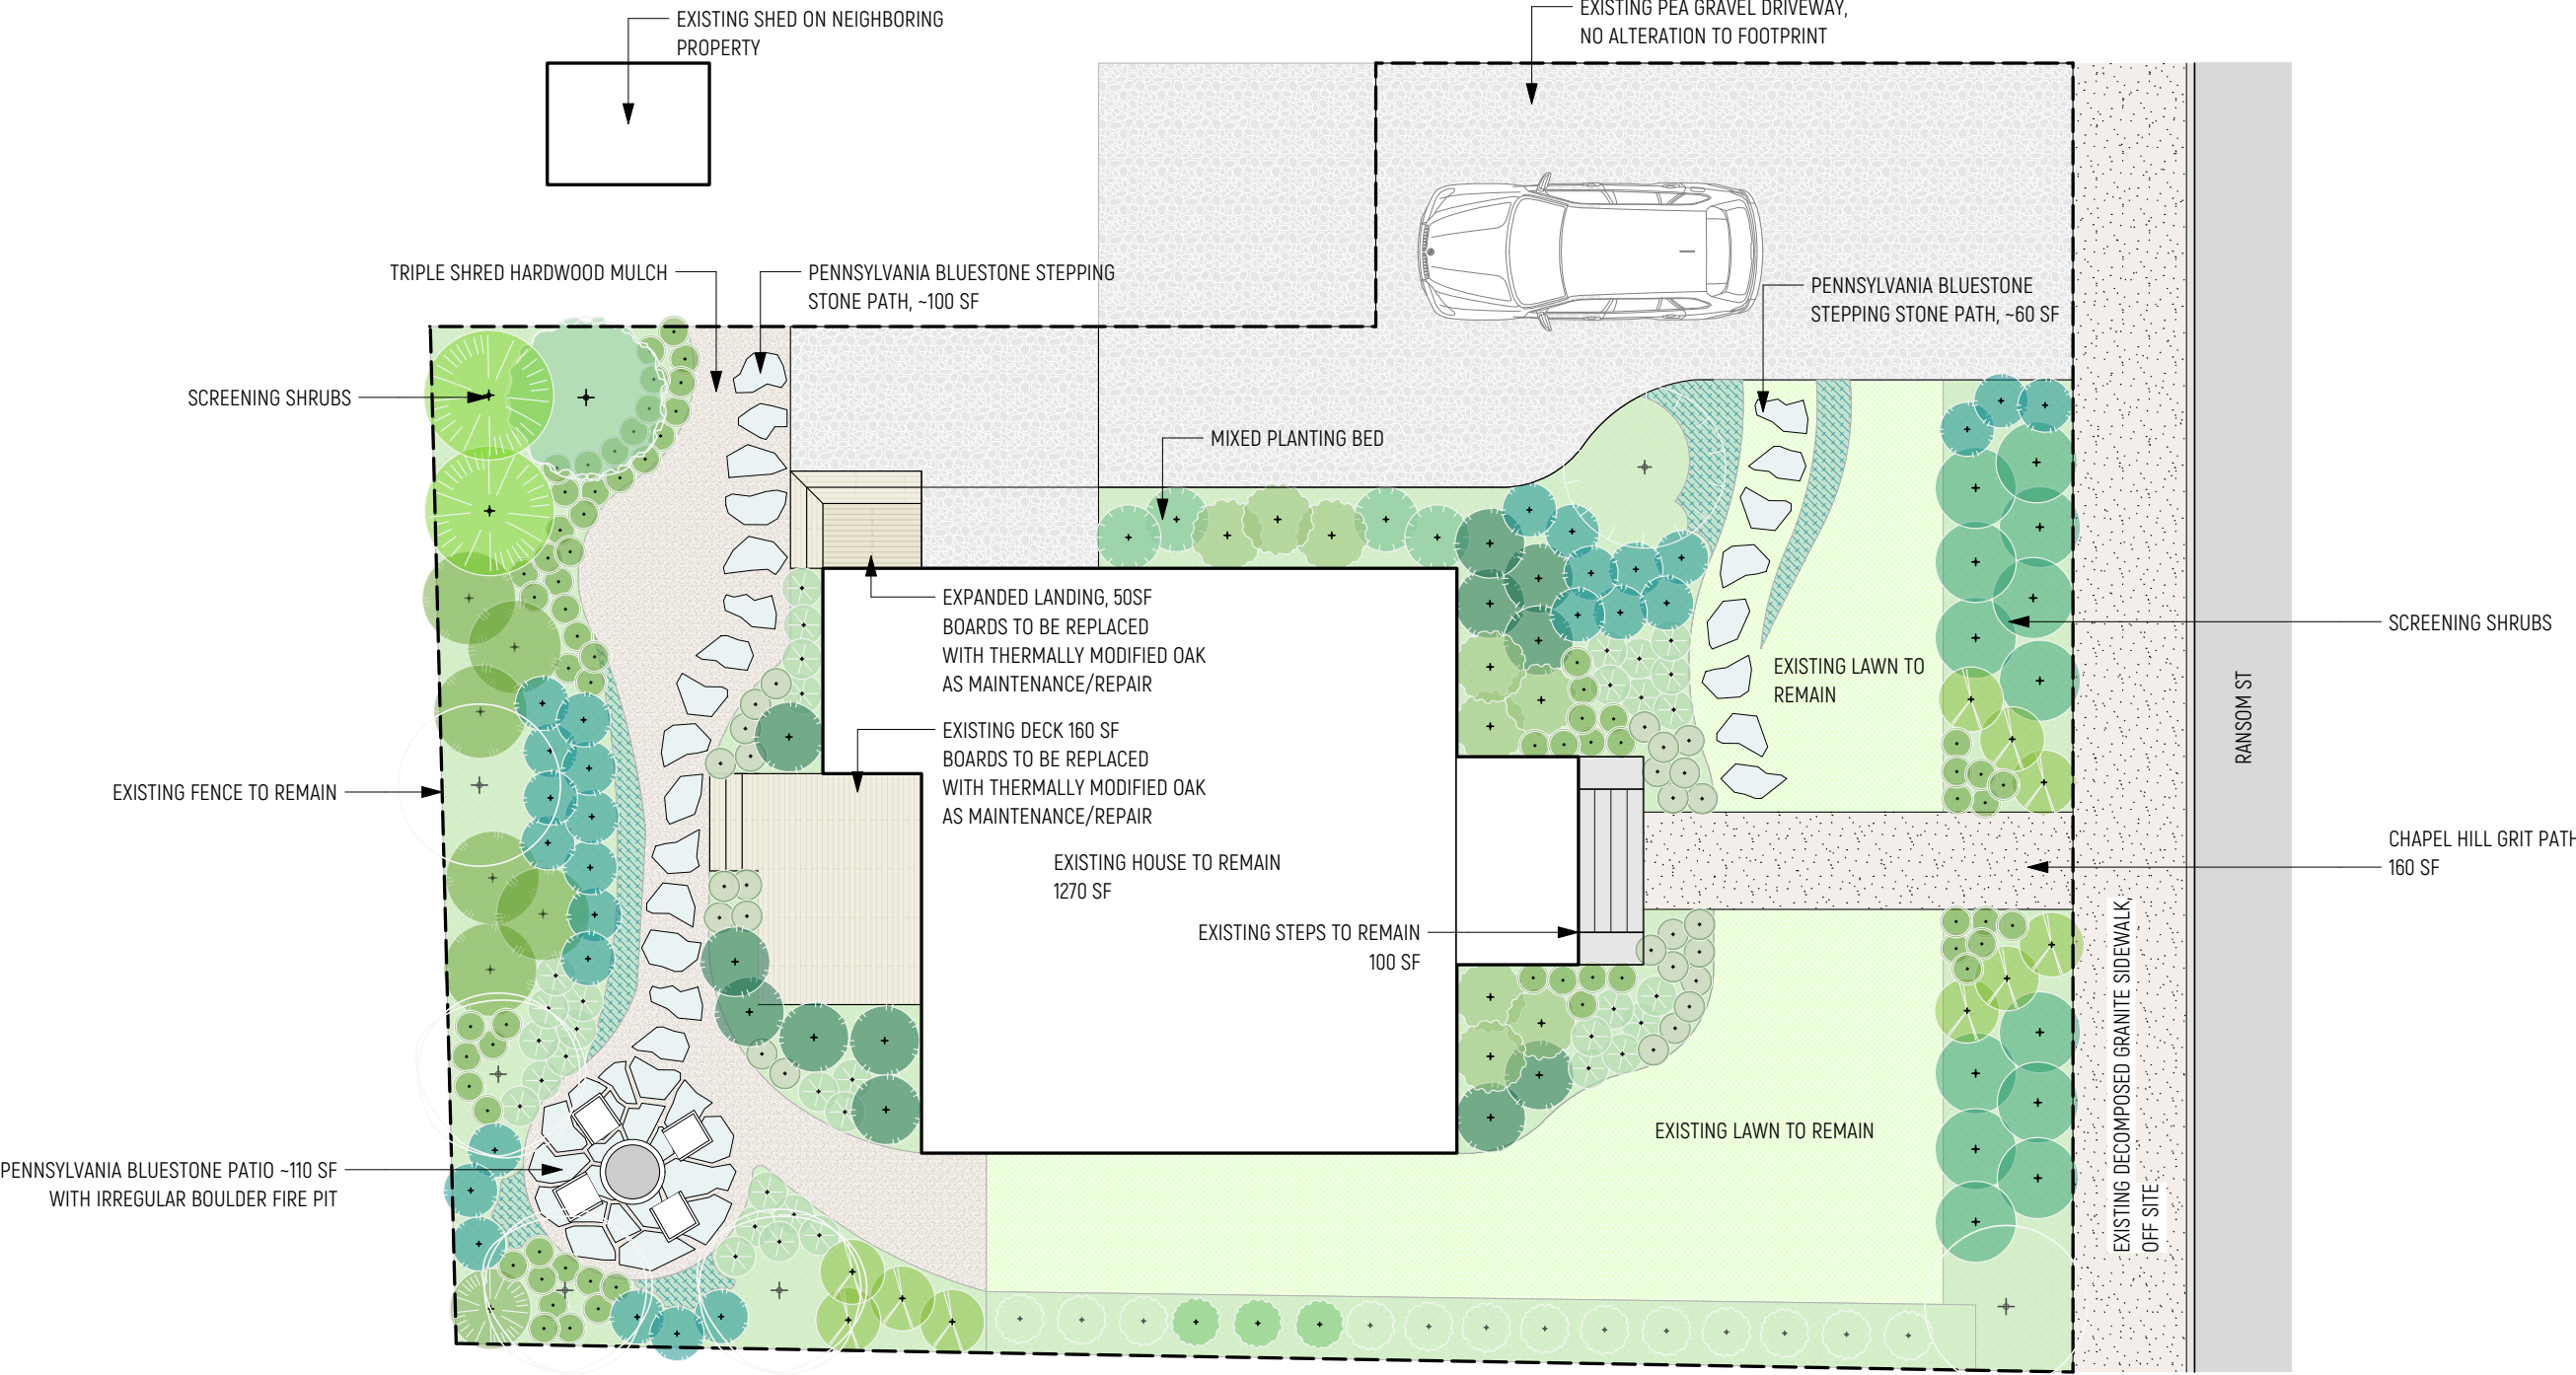 EXISTING SHED ON NEIGHBORING
PROPERTY
EXISTING PEA GRAVEL DRIVEWAY,
NO ALTERATION TO FOOTPRINT
TRIPLE SHRED HARDWOOD MULCH
PENNSYLVANIA BLUESTONE STEPPING
STONE PATH, ~100 SF
PENNSYLVANIA BLUESTONE
STEPPING STONE PATH, ~60 SF
SCREENING SHRUBS
MIXED PLANTING BED
EXPANDED LANDING, 50SF
BOARDS TO BE REPLACED
WITH THERMALLY MODIFIED OAK
AS MAINTENANCE/REPAIR
SCREENING SHRUBS
EXISTING LAWN TO
REMAIN
RANSOM ST
EXISTING DECK 160 SF
BOARDS TO BE REPLACED
WITH THERMALLY MODIFIED OAK
AS MAINTENANCE/REPAIR
EXISTING FENCE TO REMAIN
CHAPEL HILL GRIT PATH
160 SF
EXISTING HOUSE TO REMAIN
1270 SF
EXISTING STEPS TO REMAIN
100 SF
EXISTING DECOMPOSED GRANITE SIDEWALK,
OFF SITE
EXISTING LAWN TO REMAIN
PENNSYLVANIA BLUESTONE PATIO ~110 SF
WITH IRREGULAR BOULDER FIRE PIT